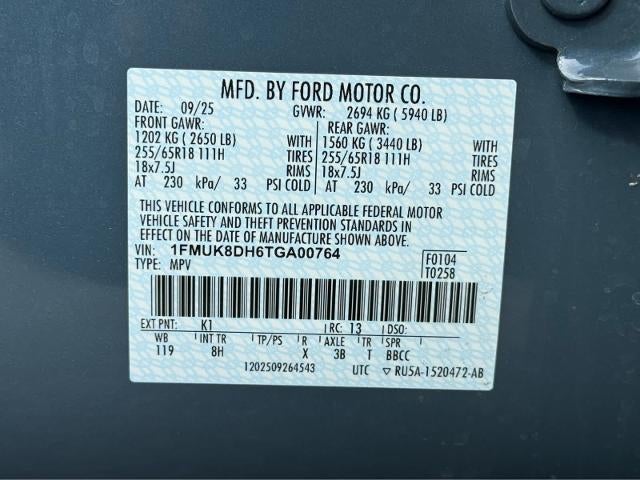 MFD. BY FORD MOTOR CO.
DATE: 09/25 GVWR: 2694 KG ( 5940 LB)
FRONT GAWR: REAR GAWR:
1202 KG ( 2650 LB) WITH 1560 KG ( 3440 LB) WITH
255/65R18 111H TIRES 255/65R18 111H TIRES
18x7.5J RIMS 18x7.5J RIMS
AT 230 kPa/ 33 PSI COLD AT 230 kPa/ 33 PSI COLD
THIS VEHICLE CONFORMS TO ALL APPLICABLE FEDERAL MOTOR
VEHICLE SAFETY AND THEFT PREVENTION STANDARDS IN
EFFECT ON THE DATE OF MANUFACTURE SHOWN ABOVE.
VIN: 1FMUK8DH6TGA00764 F0104
TYPE: MPV T0258
EXT PNT: K1 RC: 13 DSO:
WB INT TR TP/PS R AXLE TR SPR
119 8H X 3B T BBCC
1202509264543 UTC ▽ RU5A-1520472-AB